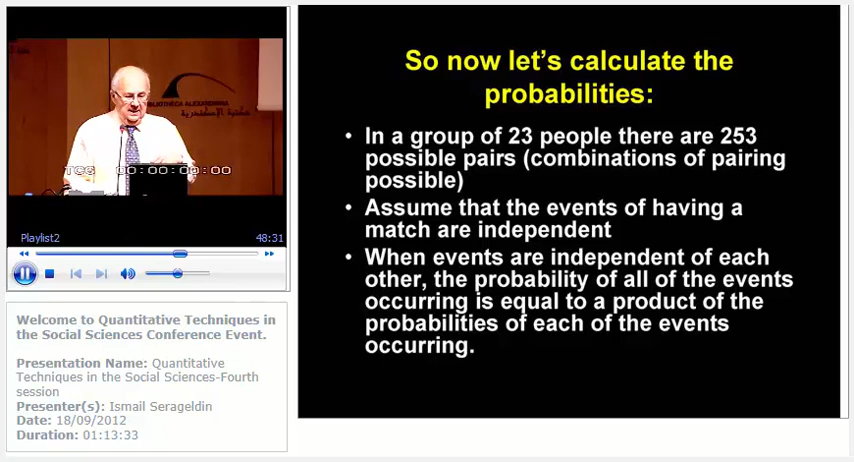 BIBLIOTHECA ALEXANDRINA
مكتبة الإسكندرية
TCG 00:00:00:00
Playlist2 48:31
Welcome to Quantitative Techniques in
the Social Sciences Conference Event.
Presentation Name: Quantitative
Techniques in the Social Sciences-Fourth
session
Presenter(s): Ismail Serageldin
Date: 18/09/2012
Duration: 01:13:33
So now let's calculate the
probabilities:
• In a group of 23 people there are 253
possible pairs (combinations of pairing
possible)
• Assume that the events of having a
match are independent
• When events are independent of each
other, the probability of all of the events
occurring is equal to a product of the
probabilities of each of the events
occurring.